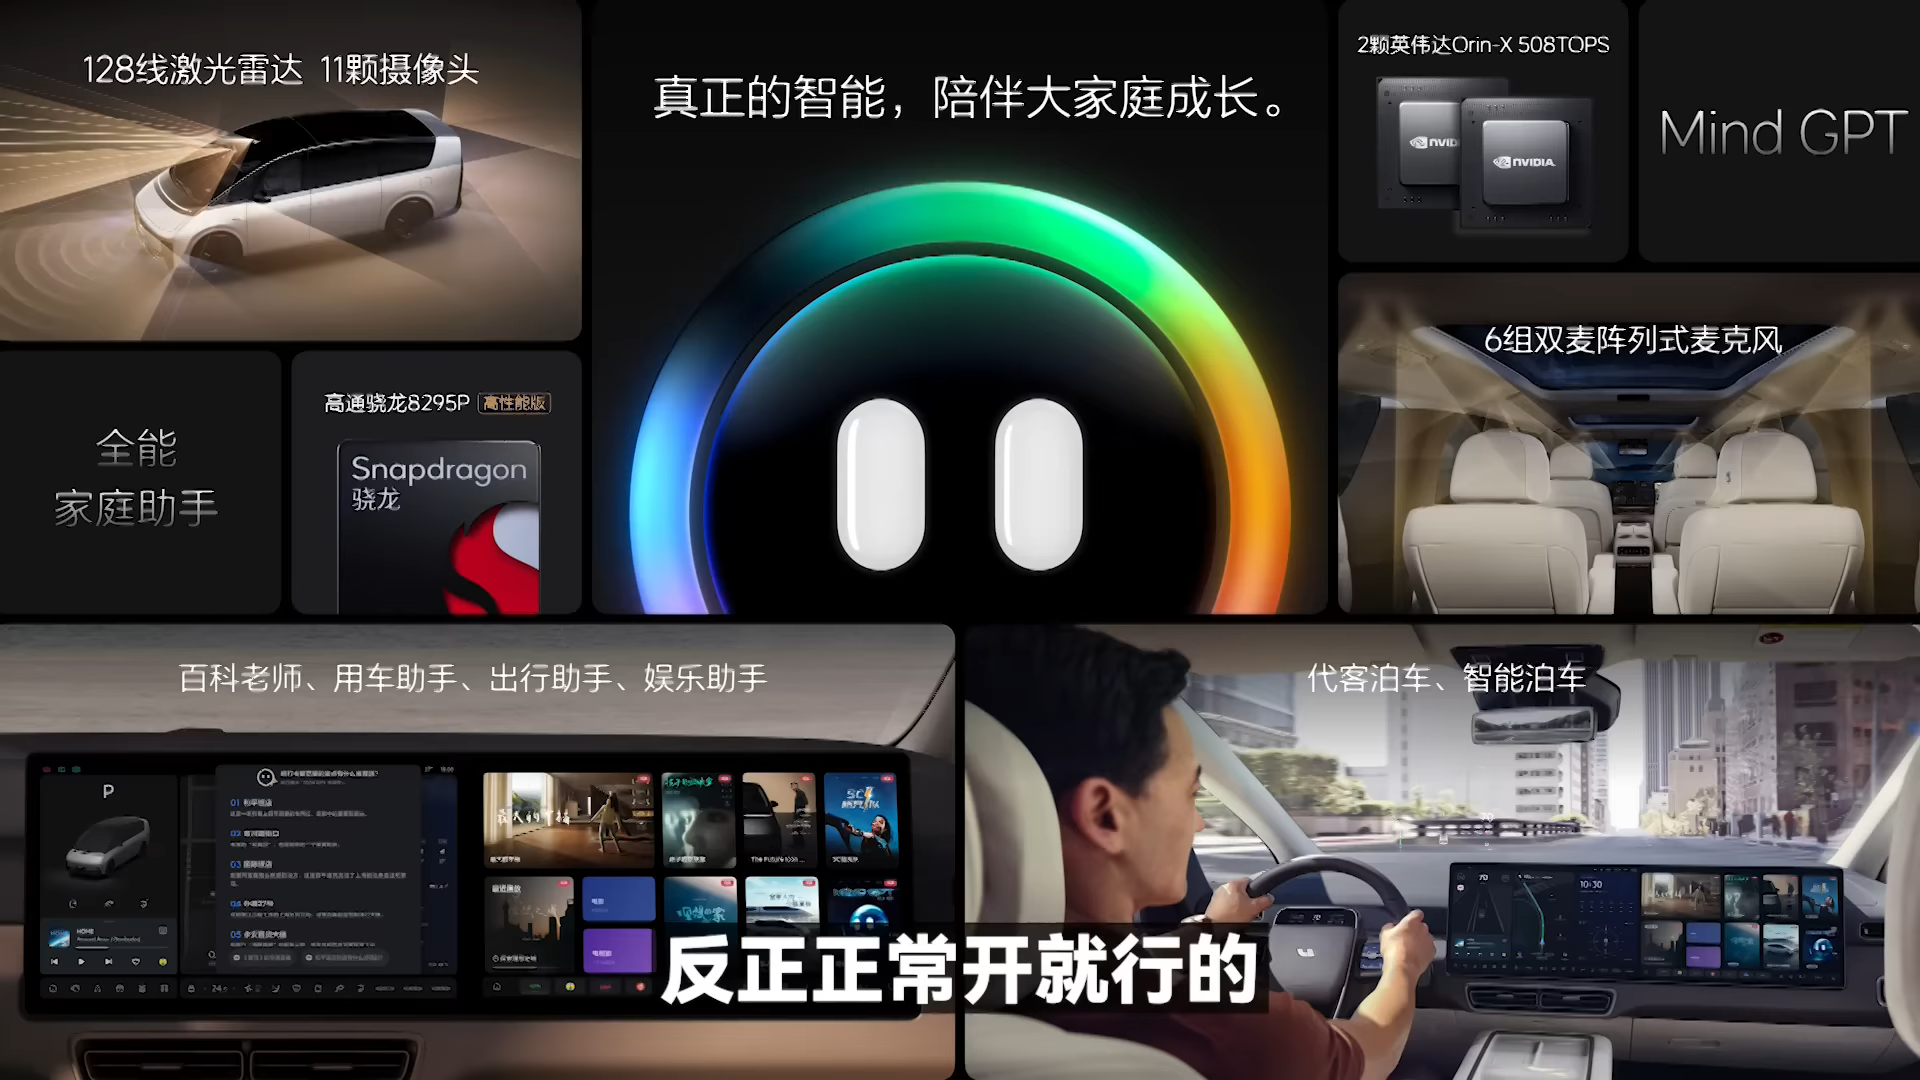 128线激光雷达 11颗摄像头
真正的智能，陪伴大家庭成长。
2颗英伟达Orin-X 508TOPS
NVIDIA
Mind GPT
6组双麦阵列式麦克风
全能
家庭助手
高通骁龙8295P 高性能版
Snapdragon
骁龙
百科老师、用车助手、出行助手、娱乐助手
代客泊车、智能泊车
P
HOME
10:30
反正正常开就行的